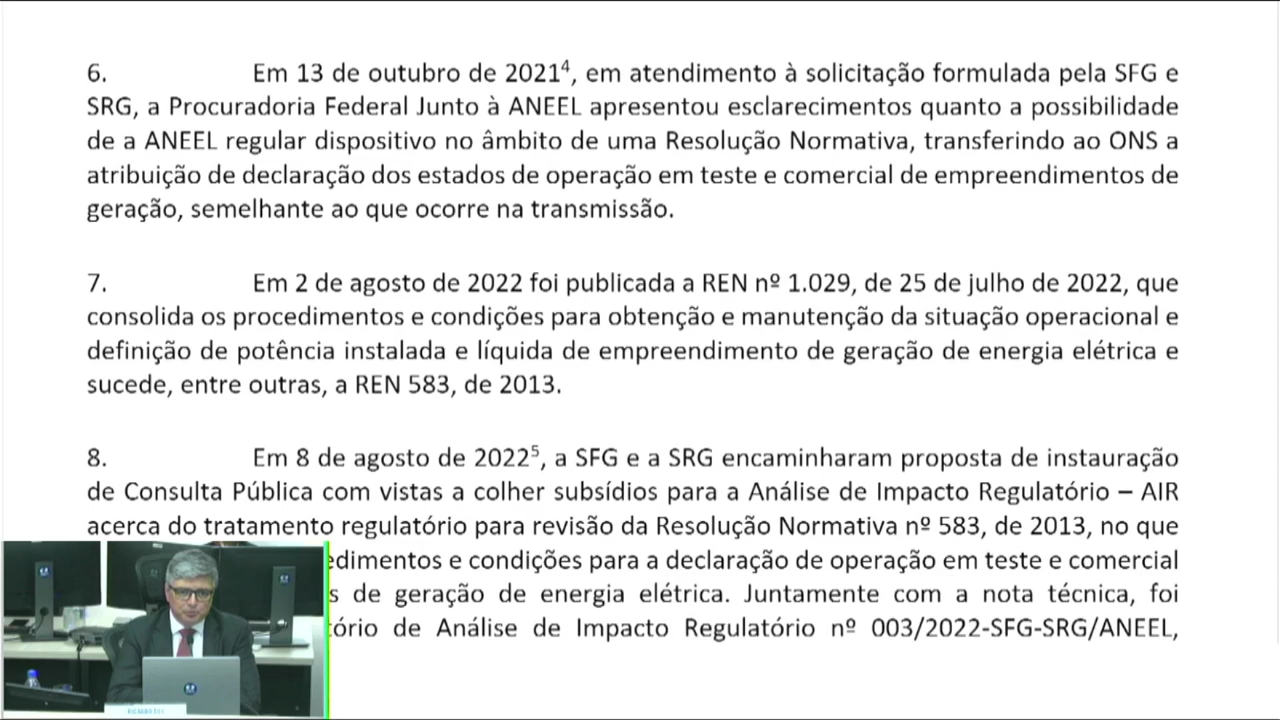 6. Em 13 de outubro de 2021⁴, em atendimento à solicitação formulada pela SFG e
SRG, a Procuradoria Federal Junto à ANEEL apresentou esclarecimentos quanto a possibilidade
de a ANEEL regular dispositivo no âmbito de uma Resolução Normativa, transferindo ao ONS a
atribuição de declaração dos estados de operação em teste e comercial de empreendimentos de
geração, semelhante ao que ocorre na transmissão.
7. Em 2 de agosto de 2022 foi publicada a REN nº 1.029, de 25 de julho de 2022, que
consolida os procedimentos e condições para obtenção e manutenção da situação operacional e
definição de potência instalada e líquida de empreendimento de geração de energia elétrica e
sucede, entre outras, a REN 583, de 2013.
8. Em 8 de agosto de 2022⁵, a SFG e a SRG encaminharam proposta de instauração
de Consulta Pública com vistas a colher subsídios para a Análise de Impacto Regulatório – AIR
acerca do tratamento regulatório para revisão da Resolução Normativa nº 583, de 2013, no que
edimentos e condições para a declaração de operação em teste e comercial
s de geração de energia elétrica. Juntamente com a nota técnica, foi
tório de Análise de Impacto Regulatório nº 003/2022-SFG-SRG/ANEEL,